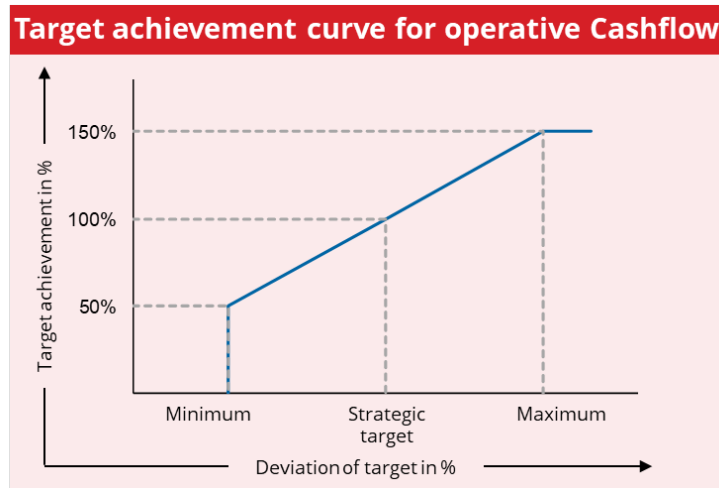 Target achievement curve for operative Cashflow
Target achievement in %
150%
100%
50%
Minimum
Strategic
target
Maximum
Deviation of target in %